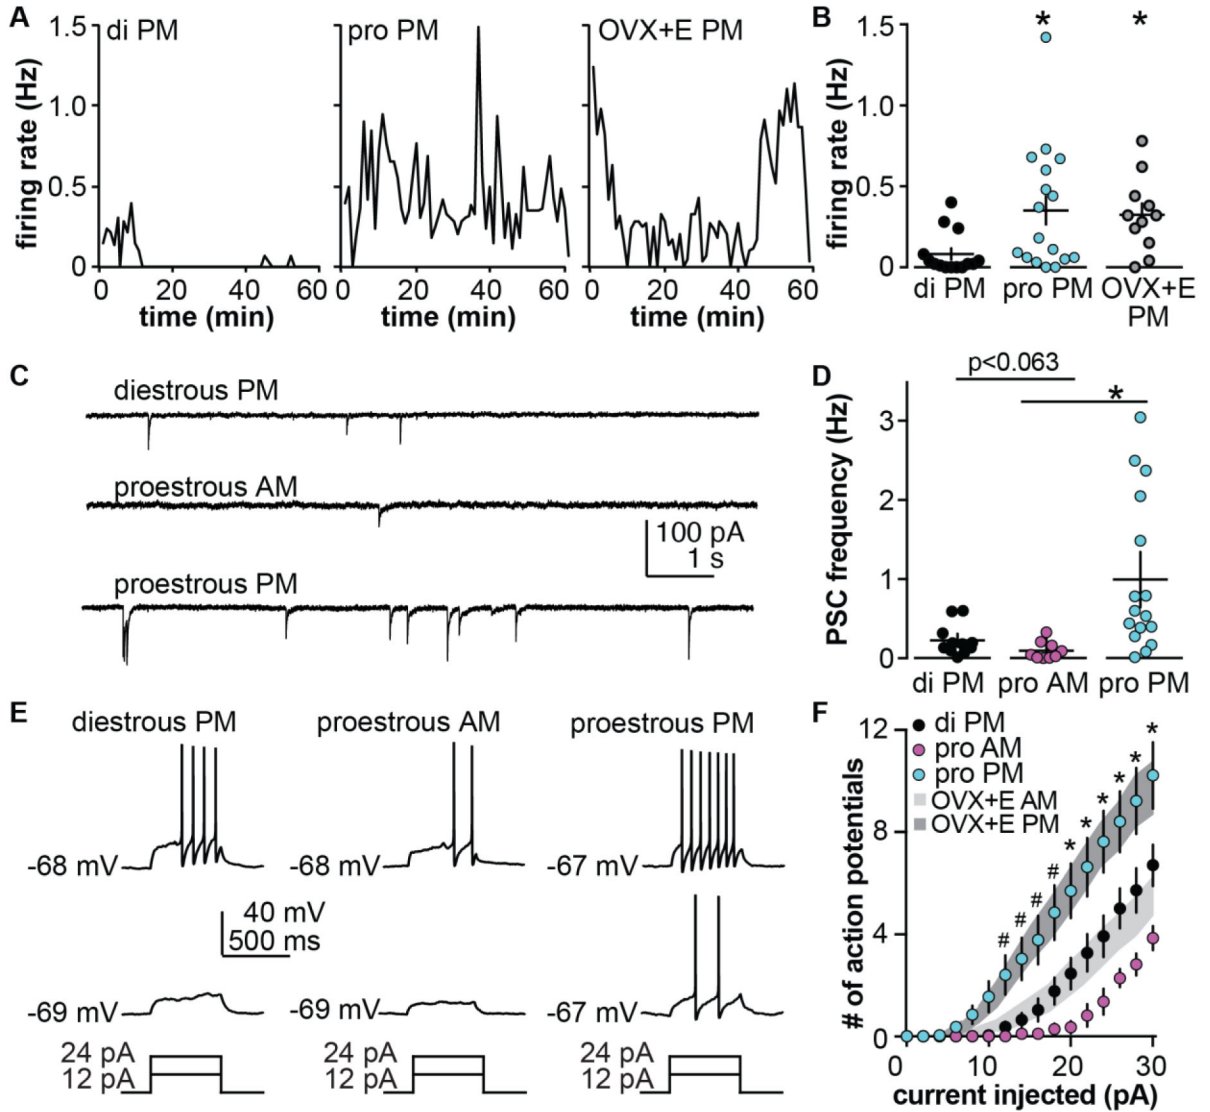 A
di PM
pro PM
OVX+E PM
firing rate (Hz)
1.5
1.0
0.5
0
0 20 40 60
0 20 40 60
0 20 40 60
time (min)
time (min)
time (min)
B
* *
firing rate (Hz)
1.5
1.0
0.5
0
di PM pro PM OVX+E
PM
C
diestrous PM
proestrous AM
100 pA
1 s
proestrous PM
D
p<0.063
*
PSC frequency (Hz)
3
2
1
0
di PM pro AM pro PM
E
diestrous PM
proestrous AM
proestrous PM
-68 mV
-68 mV
-67 mV
40 mV
500 ms
-69 mV
-69 mV
-67 mV
24 pA
12 pA
24 pA
12 pA
24 pA
12 pA
F
di PM
pro AM
pro PM
OVX+E AM
OVX+E PM
# # # # * * * * * *
# of action potentials
12
8
4
0
0 10 20 30
current injected (pA)